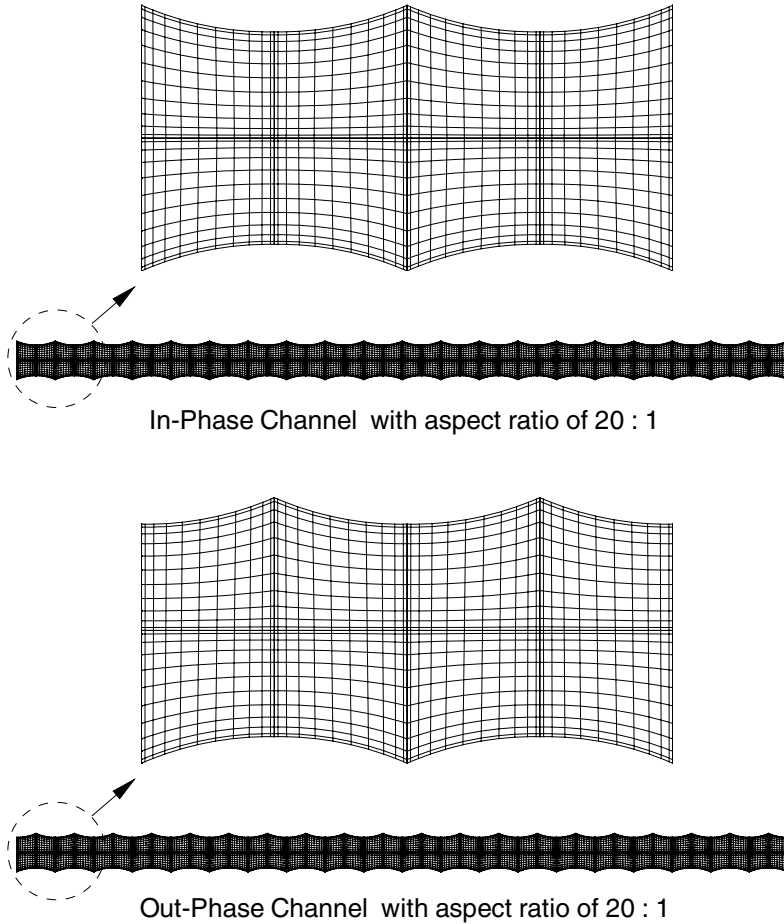 In-Phase Channel with aspect ratio of 20 : 1
Out-Phase Channel with aspect ratio of 20 : 1